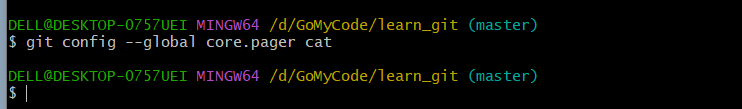 DELL@DESKTOP-0757UEI MINGW64 /d/GoMyCode/learn_git (master)
$ git config --global core.pager cat
DELL@DESKTOP-0757UEI MINGW64 /d/GoMyCode/learn_git (master)
$